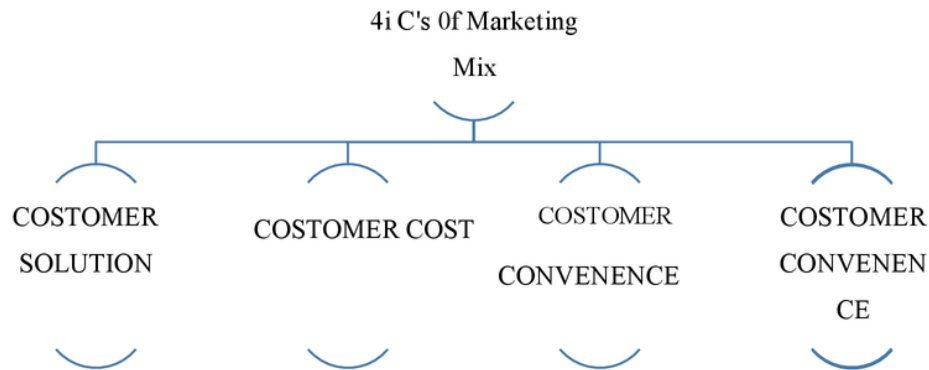 4i C's 0f Marketing
Mix
COSTOMER
SOLUTION
COSTOMER COST
COSTOMER
CONVENENCE
COSTOMER
CONVENEN
CE